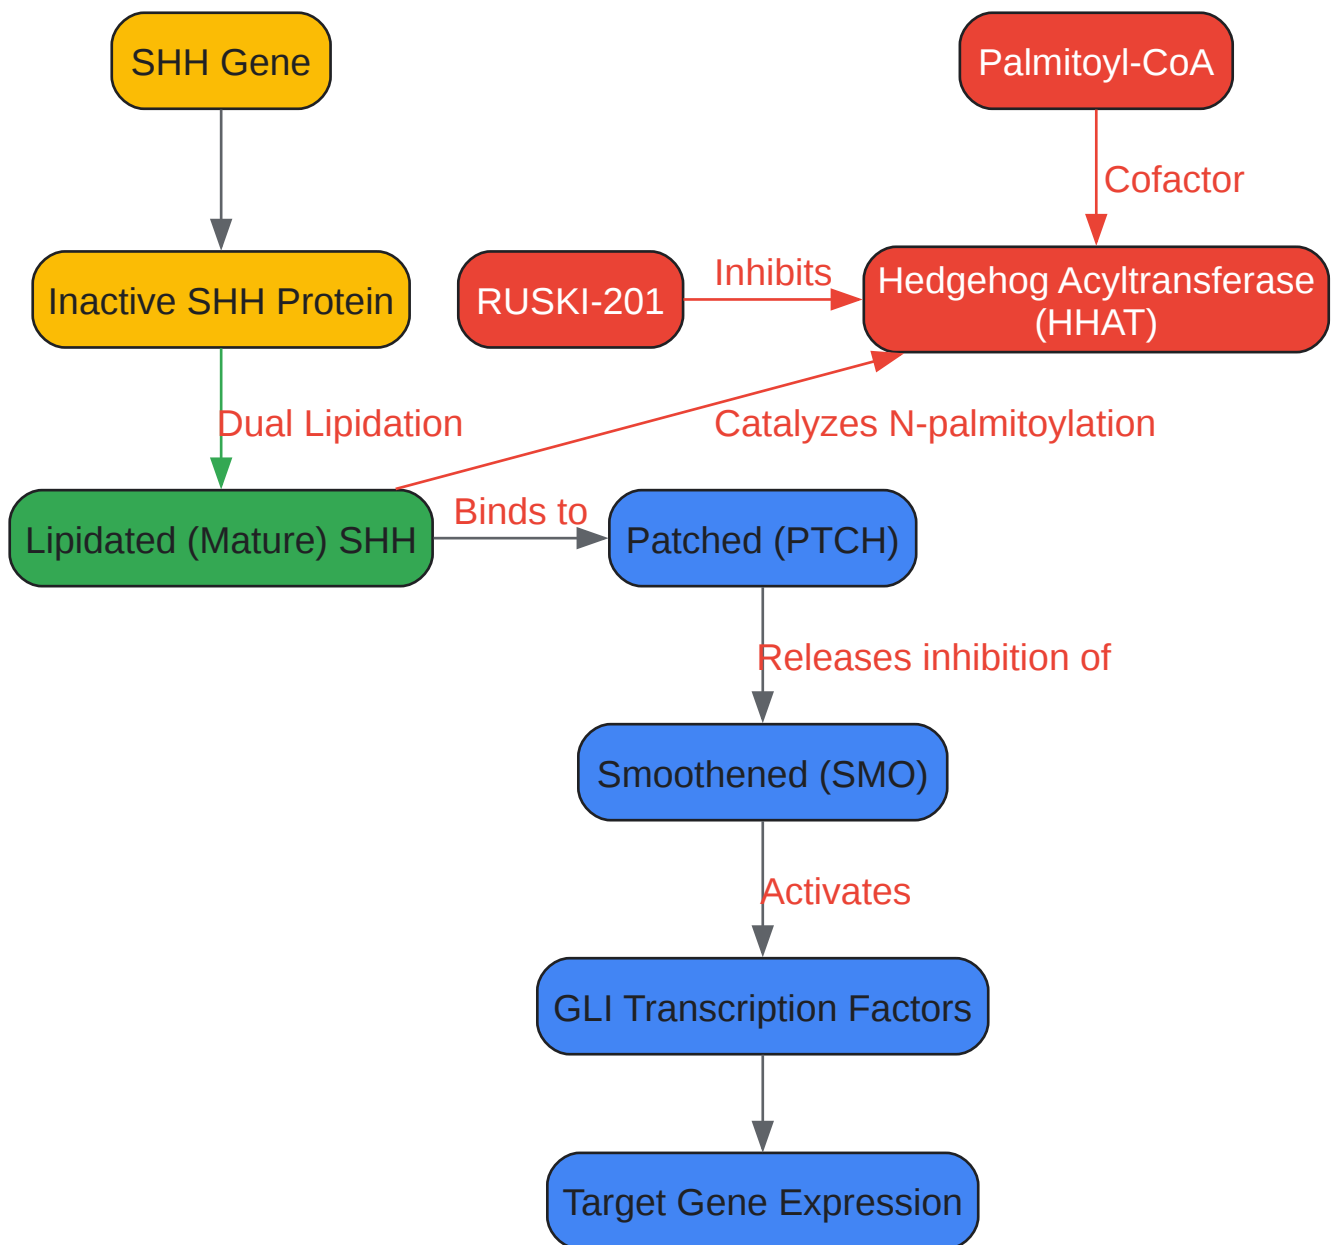 SHH Gene
Palmitoyl-CoA
Cofactor
Inactive SHH Protein
RUSKI-201
Inhibits
Hedgehog Acyltransferase
(HHAT)
Dual Lipidation
Catalyzes N-palmitoylation
Lipidated (Mature) SHH
Binds to
Patched (PTCH)
Releases inhibition of
Smoothened (SMO)
Activates
GLI Transcription Factors
Target Gene Expression